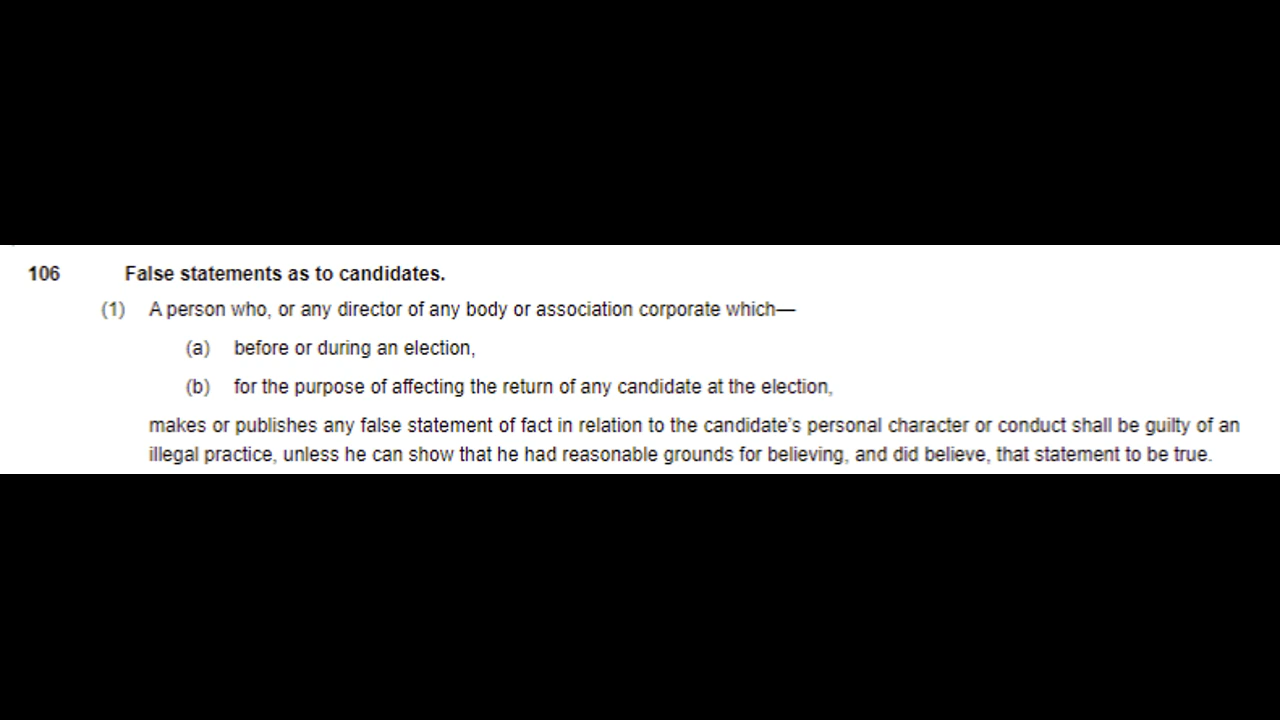 106 False statements as to candidates.
(1) A person who, or any director of any body or association corporate which—
(a) before or during an election,
(b) for the purpose of affecting the return of any candidate at the election,
makes or publishes any false statement of fact in relation to the candidate's personal character or conduct shall be guilty of an
illegal practice, unless he can show that he had reasonable grounds for believing, and did believe, that statement to be true.